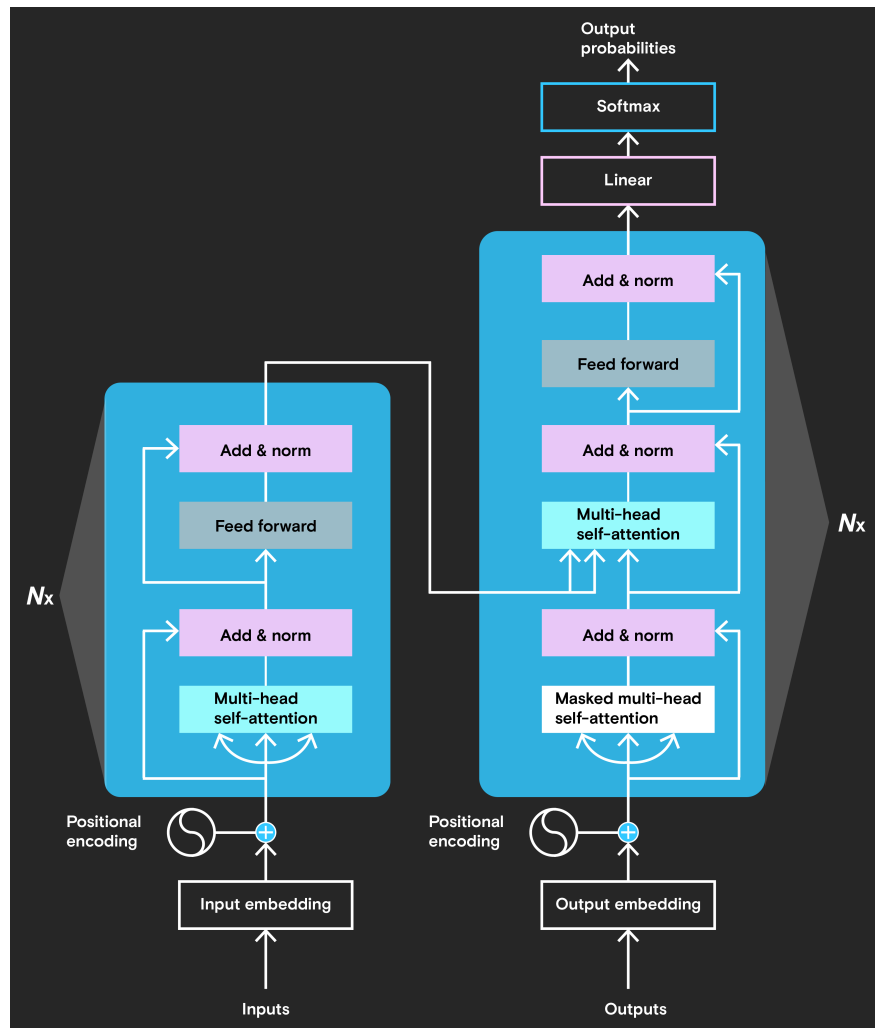 Output
probabilities
Softmax
Linear
Add & norm
Feed forward
Add & norm
Multi-head
self-attention
Add & norm
Masked multi-head
self-attention
Nx
Add & norm
Feed forward
Add & norm
Multi-head
self-attention
Nx
Positional
encoding
Positional
encoding
Input embedding
Output embedding
Inputs
Outputs